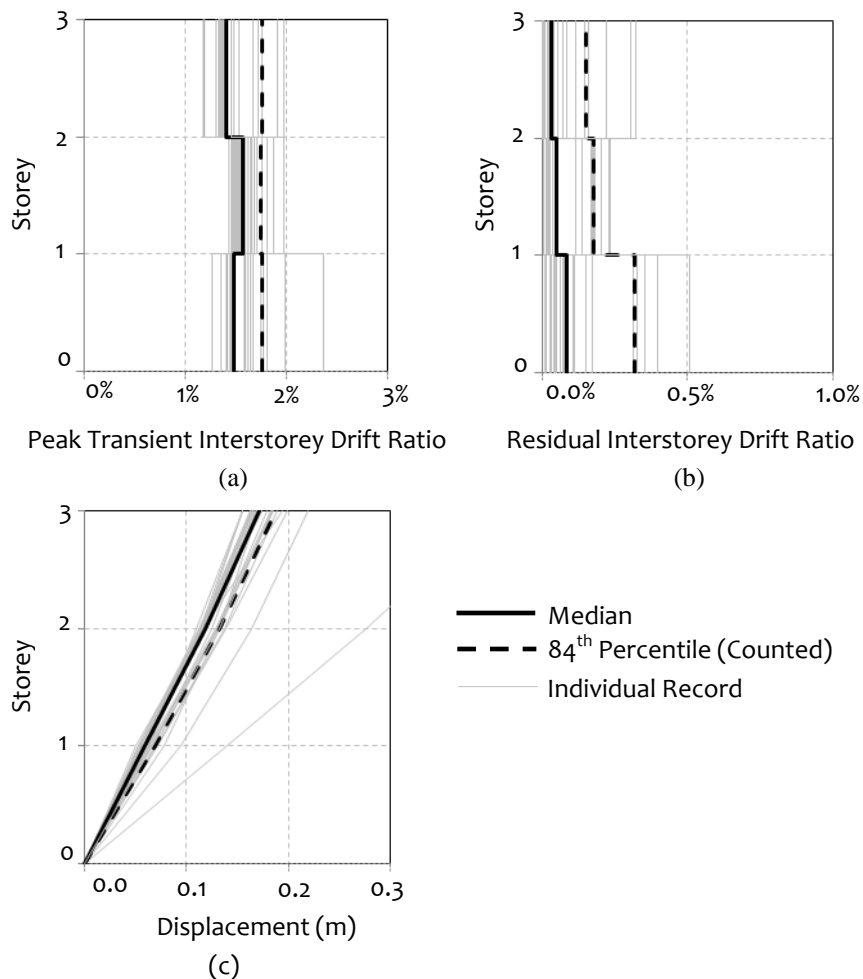 3
2
1
0
Storey
0% 1% 2% 3%
Peak Transient Interstorey Drift Ratio
(a)
3
2
1
0
Storey
0.0% 0.5% 1.0%
Residual Interstorey Drift Ratio
(b)
3
2
1
0
Storey
0.0 0.1 0.2 0.3
Displacement (m)
(c)
Median
84th Percentile (Counted)
Individual Record